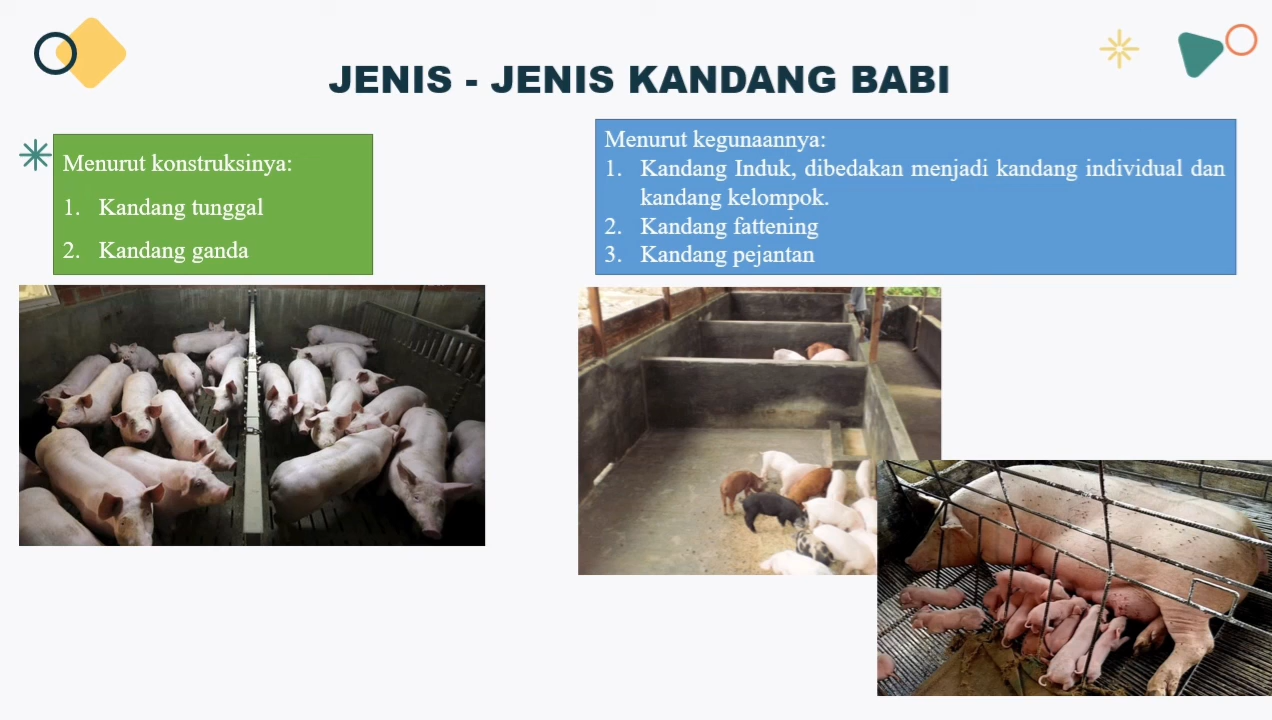 JENIS - JENIS KANDANG BABI
Menurut konstruksinya:
1. Kandang tunggal
2. Kandang ganda
Menurut kegunaannya:
1. Kandang Induk, dibedakan menjadi kandang individual dan
kandang kelompok.
2. Kandang fattening
3. Kandang pejantan